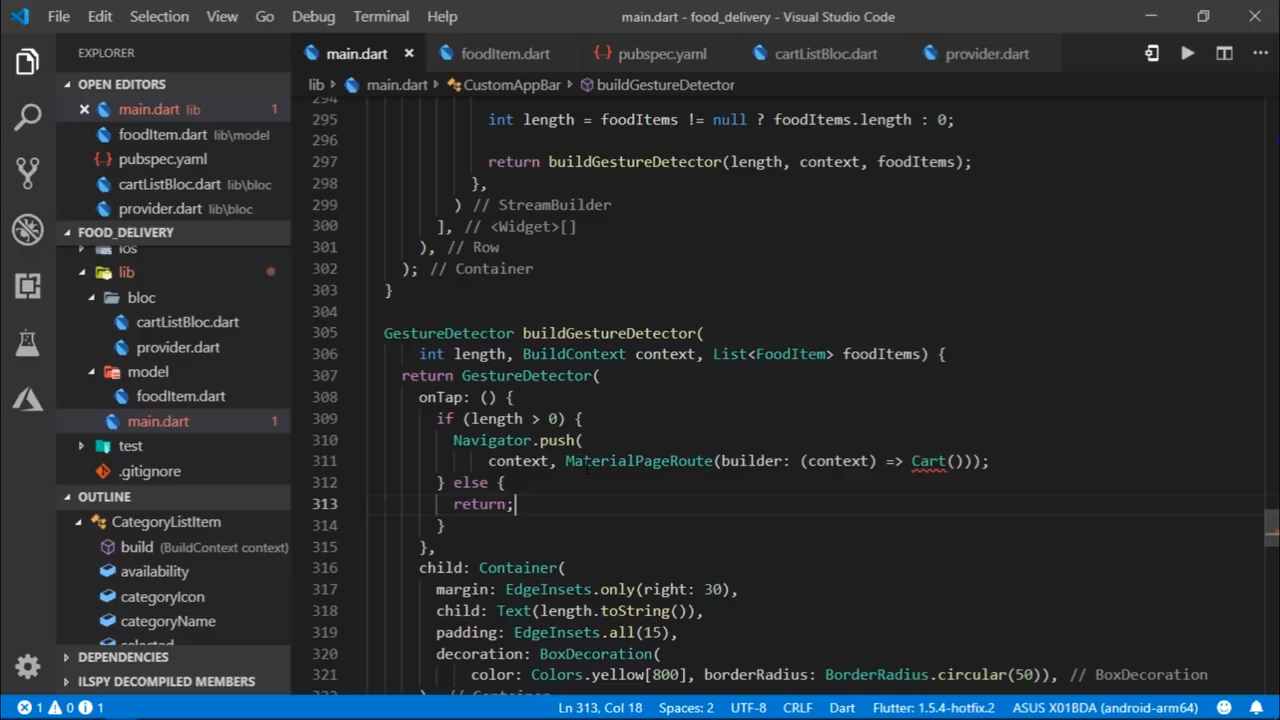 File Edit Selection View Go Debug Terminal Help main.dart - food_delivery - Visual Studio Code
EXPLORER
OPEN EDITORS
main.dart lib 1
foodItem.dart lib\model
pubspec.yaml
cartListBloc.dart lib\bloc
provider.dart lib\bloc
FOOD_DELIVERY
ios
lib
bloc
cartListBloc.dart
provider.dart
model
foodItem.dart
main.dart 1
test
.gitignore
OUTLINE
CategoryListItem
build (BuildContext context)
availability
categoryIcon
categoryName
selected
DEPENDENCIES
ILSPY DECOMPILED MEMBERS
main.dart foodItem.dart pubspec.yaml cartListBloc.dart provider.dart
lib main.dart CustomAppBar buildGestureDetector
294
295 int length = foodItems != null ? foodItems.length : 0;
296
297 return buildGestureDetector(length, context, foodItems);
298 },
299 ) // StreamBuilder
300 ], // <Widget>[]
301 ), // Row
302 ); // Container
303 }
304
305 GestureDetector buildGestureDetector(
306 int length, BuildContext context, List<FoodItem> foodItems) {
307 return GestureDetector(
308 onTap: () {
309 if (length > 0) {
310 Navigator.push(
311 context, MaterialPageRoute(builder: (context) => Cart()));
312 } else {
313 return;
314 }
315 },
316 child: Container(
317 margin: EdgeInsets.only(right: 30),
318 child: Text(length.toString()),
319 padding: EdgeInsets.all(15),
320 decoration: BoxDecoration(
321 color: Colors.yellow[800], borderRadius: BorderRadius.circular(50)), // BoxDecoration
322 ), // Container
1 0 1 Ln 313, Col 18 Spaces: 2 UTF-8 CRLF Dart Flutter: 1.5.4-hotfix.2 ASUS X01BDA (android-arm64)